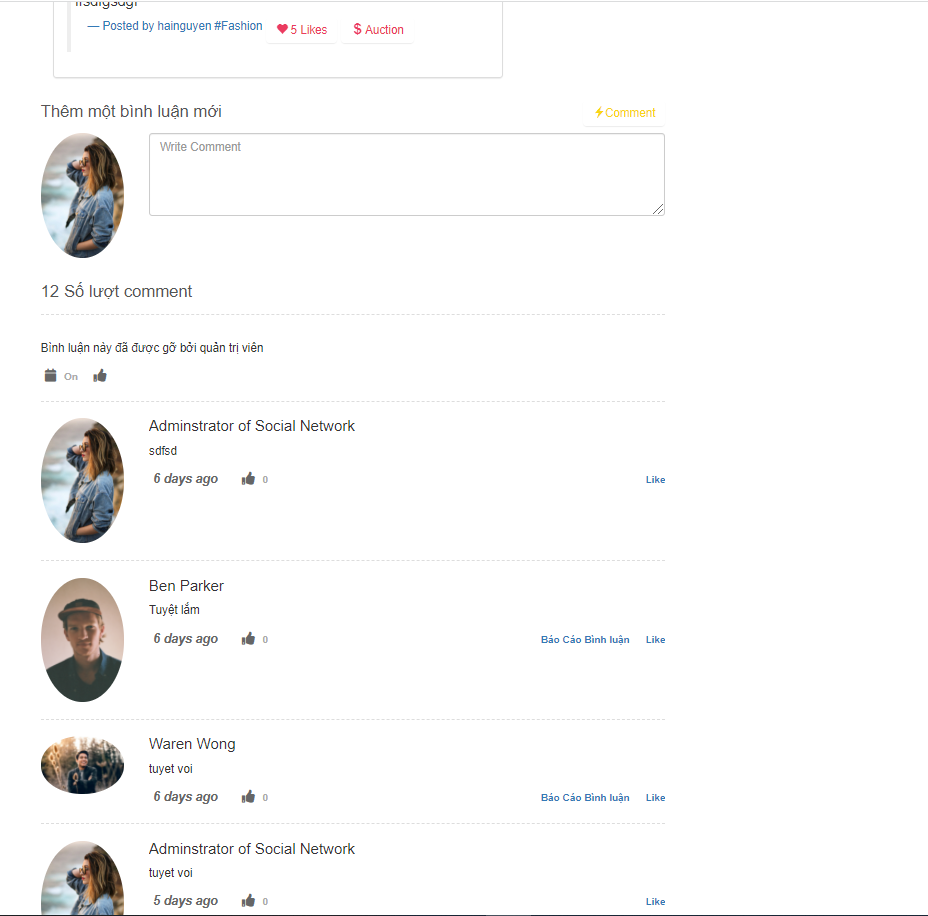 — Posted by hainguyen #Fashion 5 Likes $ Auction
Thêm một bình luận mới
Comment
Write Comment
12 Số lượt comment
Bình luận này đã được gỡ bởi quản trị viên
On
Adminstrator of Social Network
sdfsd
6 days ago 0 Like
Ben Parker
Tuyệt lắm
6 days ago 0 Báo Cáo Bình luận Like
Waren Wong
tuyet voi
6 days ago 0 Báo Cáo Bình luận Like
Adminstrator of Social Network
tuyet voi
5 days ago 0 Like